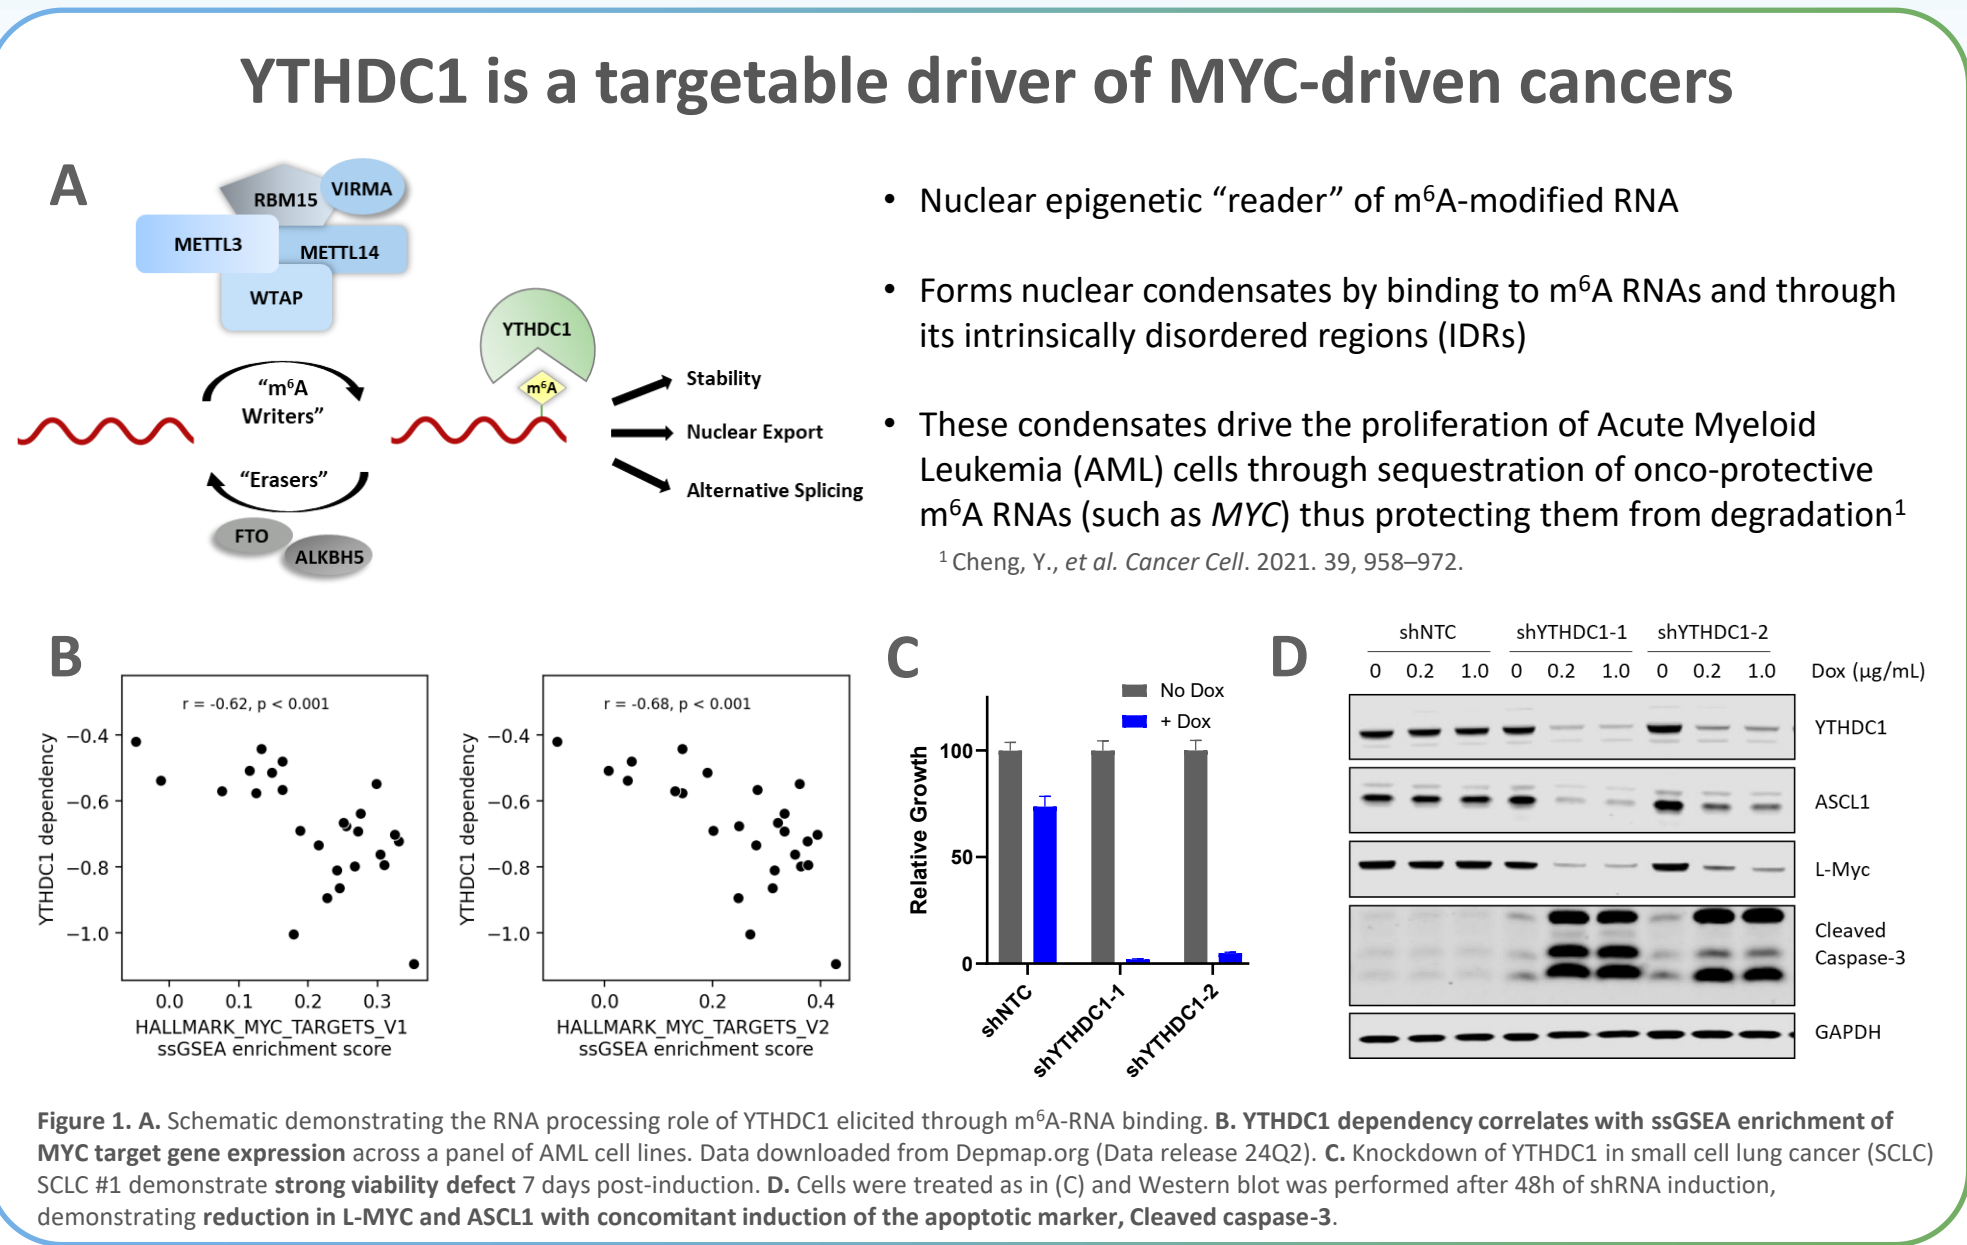 YTHDC1 is a targetable driver of MYC-driven cancers
A
RBM15
VIRMA
METTL3
METTL14
WTAP
YTHDC1
m⁶A
"m⁶A
Writers"
"Erasers"
FTO
ALKBH5
Stability
Nuclear Export
Alternative Splicing
• Nuclear epigenetic “reader” of m⁶A-modified RNA
• Forms nuclear condensates by binding to m⁶A RNAs and through
its intrinsically disordered regions (IDRs)
• These condensates drive the proliferation of Acute Myeloid
Leukemia (AML) cells through sequestration of onco-protective
m⁶A RNAs (such as MYC) thus protecting them from degradation¹
¹ Cheng, Y., et al. Cancer Cell. 2021. 39, 958–972.
B
r = -0.62, p < 0.001
YTHDC1 dependency
−0.4
−0.6
−0.8
−1.0
0.0 0.1 0.2 0.3
HALLMARK_MYC_TARGETS_V1
ssGSEA enrichment score
r = -0.68, p < 0.001
YTHDC1 dependency
−0.4
−0.6
−0.8
−1.0
0.0 0.2 0.4
HALLMARK_MYC_TARGETS_V2
ssGSEA enrichment score
C
No Dox
+ Dox
Relative Growth
100
50
0
shNTC
shYTHDC1-1
shYTHDC1-2
D
shNTC shYTHDC1-1 shYTHDC1-2
0 0.2 1.0 0 0.2 1.0 0 0.2 1.0 Dox (µg/mL)
YTHDC1
ASCL1
L-Myc
Cleaved
Caspase-3
GAPDH
Figure 1. A. Schematic demonstrating the RNA processing role of YTHDC1 elicited through m⁶A-RNA binding. B. YTHDC1 dependency correlates with ssGSEA enrichment of
MYC target gene expression across a panel of AML cell lines. Data downloaded from Depmap.org (Data release 24Q2). C. Knockdown of YTHDC1 in small cell lung cancer (SCLC)
SCLC #1 demonstrate strong viability defect 7 days post-induction. D. Cells were treated as in (C) and Western blot was performed after 48h of shRNA induction,
demonstrating reduction in L-MYC and ASCL1 with concomitant induction of the apoptotic marker, Cleaved caspase-3.